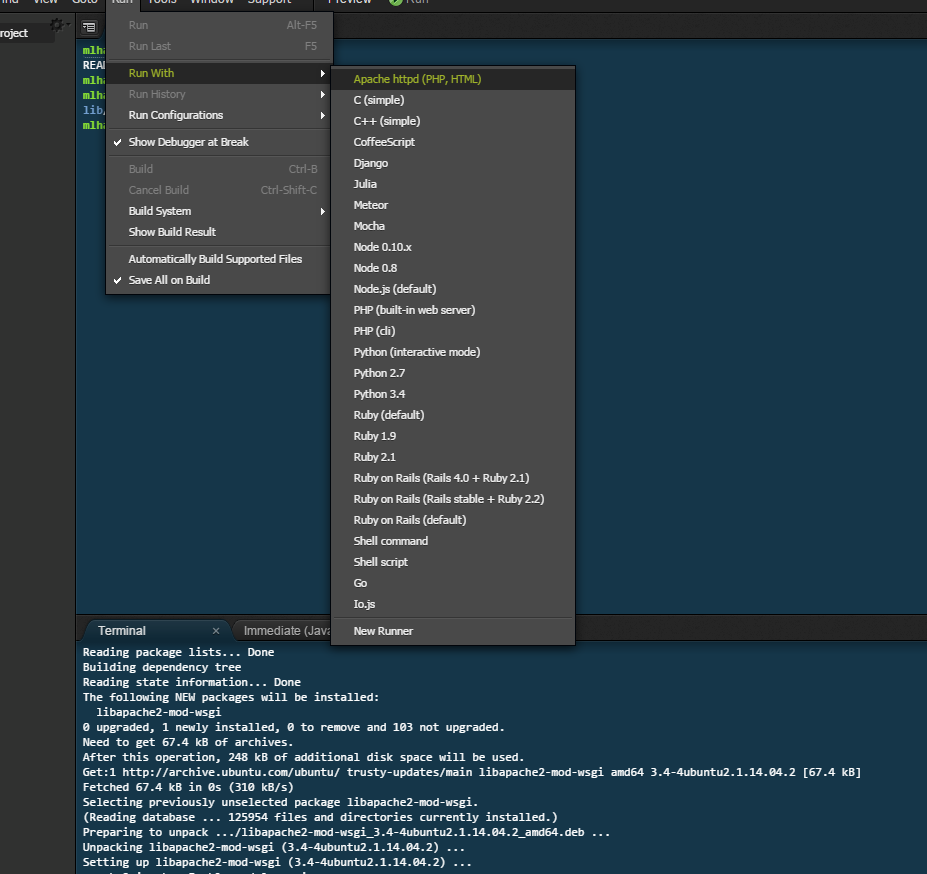 View Goto Run Tools Window Support Preview Run
roject
Run Alt-F5
Run Last F5
Run With
Run History
Run Configurations
Show Debugger at Break
Build Ctrl-B
Cancel Build Ctrl-Shift-C
Build System
Show Build Result
Automatically Build Supported Files
Save All on Build
mlha
READ
mlha
mlha
lib/
mlha
Apache httpd (PHP, HTML)
C (simple)
C++ (simple)
CoffeeScript
Django
Julia
Meteor
Mocha
Node 0.10.x
Node 0.8
Node.js (default)
PHP (built-in web server)
PHP (cli)
Python (interactive mode)
Python 2.7
Python 3.4
Ruby (default)
Ruby 1.9
Ruby 2.1
Ruby on Rails (Rails 4.0 + Ruby 2.1)
Ruby on Rails (Rails stable + Ruby 2.2)
Ruby on Rails (default)
Shell command
Shell script
Go
Io.js
New Runner
Terminal × Immediate (Java
Reading package lists... Done
Building dependency tree
Reading state information... Done
The following NEW packages will be installed:
libapache2-mod-wsgi
0 upgraded, 1 newly installed, 0 to remove and 103 not upgraded.
Need to get 67.4 kB of archives.
After this operation, 248 kB of additional disk space will be used.
Get:1 http://archive.ubuntu.com/ubuntu/ trusty-updates/main libapache2-mod-wsgi amd64 3.4-4ubuntu2.1.14.04.2 [67.4 kB]
Fetched 67.4 kB in 0s (310 kB/s)
Selecting previously unselected package libapache2-mod-wsgi.
(Reading database ... 125954 files and directories currently installed.)
Preparing to unpack .../libapache2-mod-wsgi_3.4-4ubuntu2.1.14.04.2_amd64.deb ...
Unpacking libapache2-mod-wsgi (3.4-4ubuntu2.1.14.04.2) ...
Setting up libapache2-mod-wsgi (3.4-4ubuntu2.1.14.04.2) ...